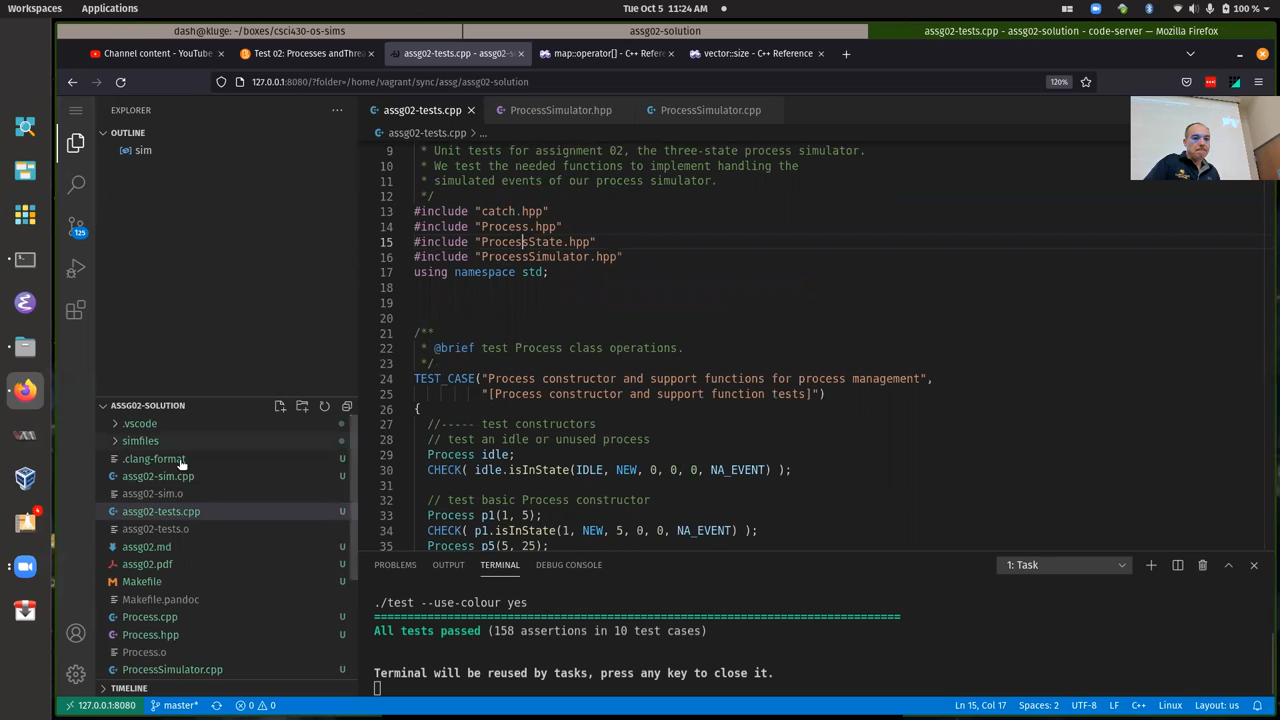 Workspaces Applications Tue Oct 5 11:24 AM 100 %
dash@kluge: ~/boxes/csci430-os-sims assg02-solution assg02-tests.cpp - assg02-solution - code-server — Mozilla Firefox
Channel content - YouTube Test 02: Processes andThrea assg02-tests.cpp - assg02-s map::operator[] - C++ Refere vector::size - C++ Reference
127.0.0.1:8080/?folder=/home/vagrant/sync/assg/assg02-solution 120%
EXPLORER ... assg02-tests.cpp ProcessSimulator.hpp ProcessSimulator.cpp
OUTLINE assg02-tests.cpp > ...
sim
9 * Unit tests for assignment 02, the three-state process simulator.
10 * We test the needed functions to implement handling the
11 * simulated events of our process simulator.
12 */
13 #include "catch.hpp"
14 #include "Process.hpp"
15 #include "ProcessState.hpp"
16 #include "ProcessSimulator.hpp"
17 using namespace std;
18
19
20
21 /**
22 * @brief test Process class operations.
23 */
24 TEST_CASE("Process constructor and support functions for process management",
25 "[Process constructor and support function tests]")
26 {
27 //----- test constructors
28 // test an idle or unused process
29 Process idle;
30 CHECK( idle.isInState(IDLE, NEW, 0, 0, 0, NA_EVENT) );
31
32 // test basic Process constructor
33 Process p1(1, 5);
34 CHECK( p1.isInState(1, NEW, 5, 0, 0, NA_EVENT) );
35 Process p5(5, 25);
125
ASSG02-SOLUTION
.vscode
simfiles
.clang-format U
assg02-sim.cpp U
assg02-sim.o
assg02-tests.cpp U
assg02-tests.o
assg02.md U
assg02.pdf U
Makefile U
Makefile.pandoc
Process.cpp U
Process.hpp U
Process.o
ProcessSimulator.cpp U
TIMELINE
PROBLEMS OUTPUT TERMINAL DEBUG CONSOLE 1: Task
./test --use-colour yes
===============================================================================
All tests passed (158 assertions in 10 test cases)
Terminal will be reused by tasks, press any key to close it.
127.0.0.1:8080 master* 0 0 Ln 15, Col 17 Spaces: 2 UTF-8 LF C++ Linux Layout: us